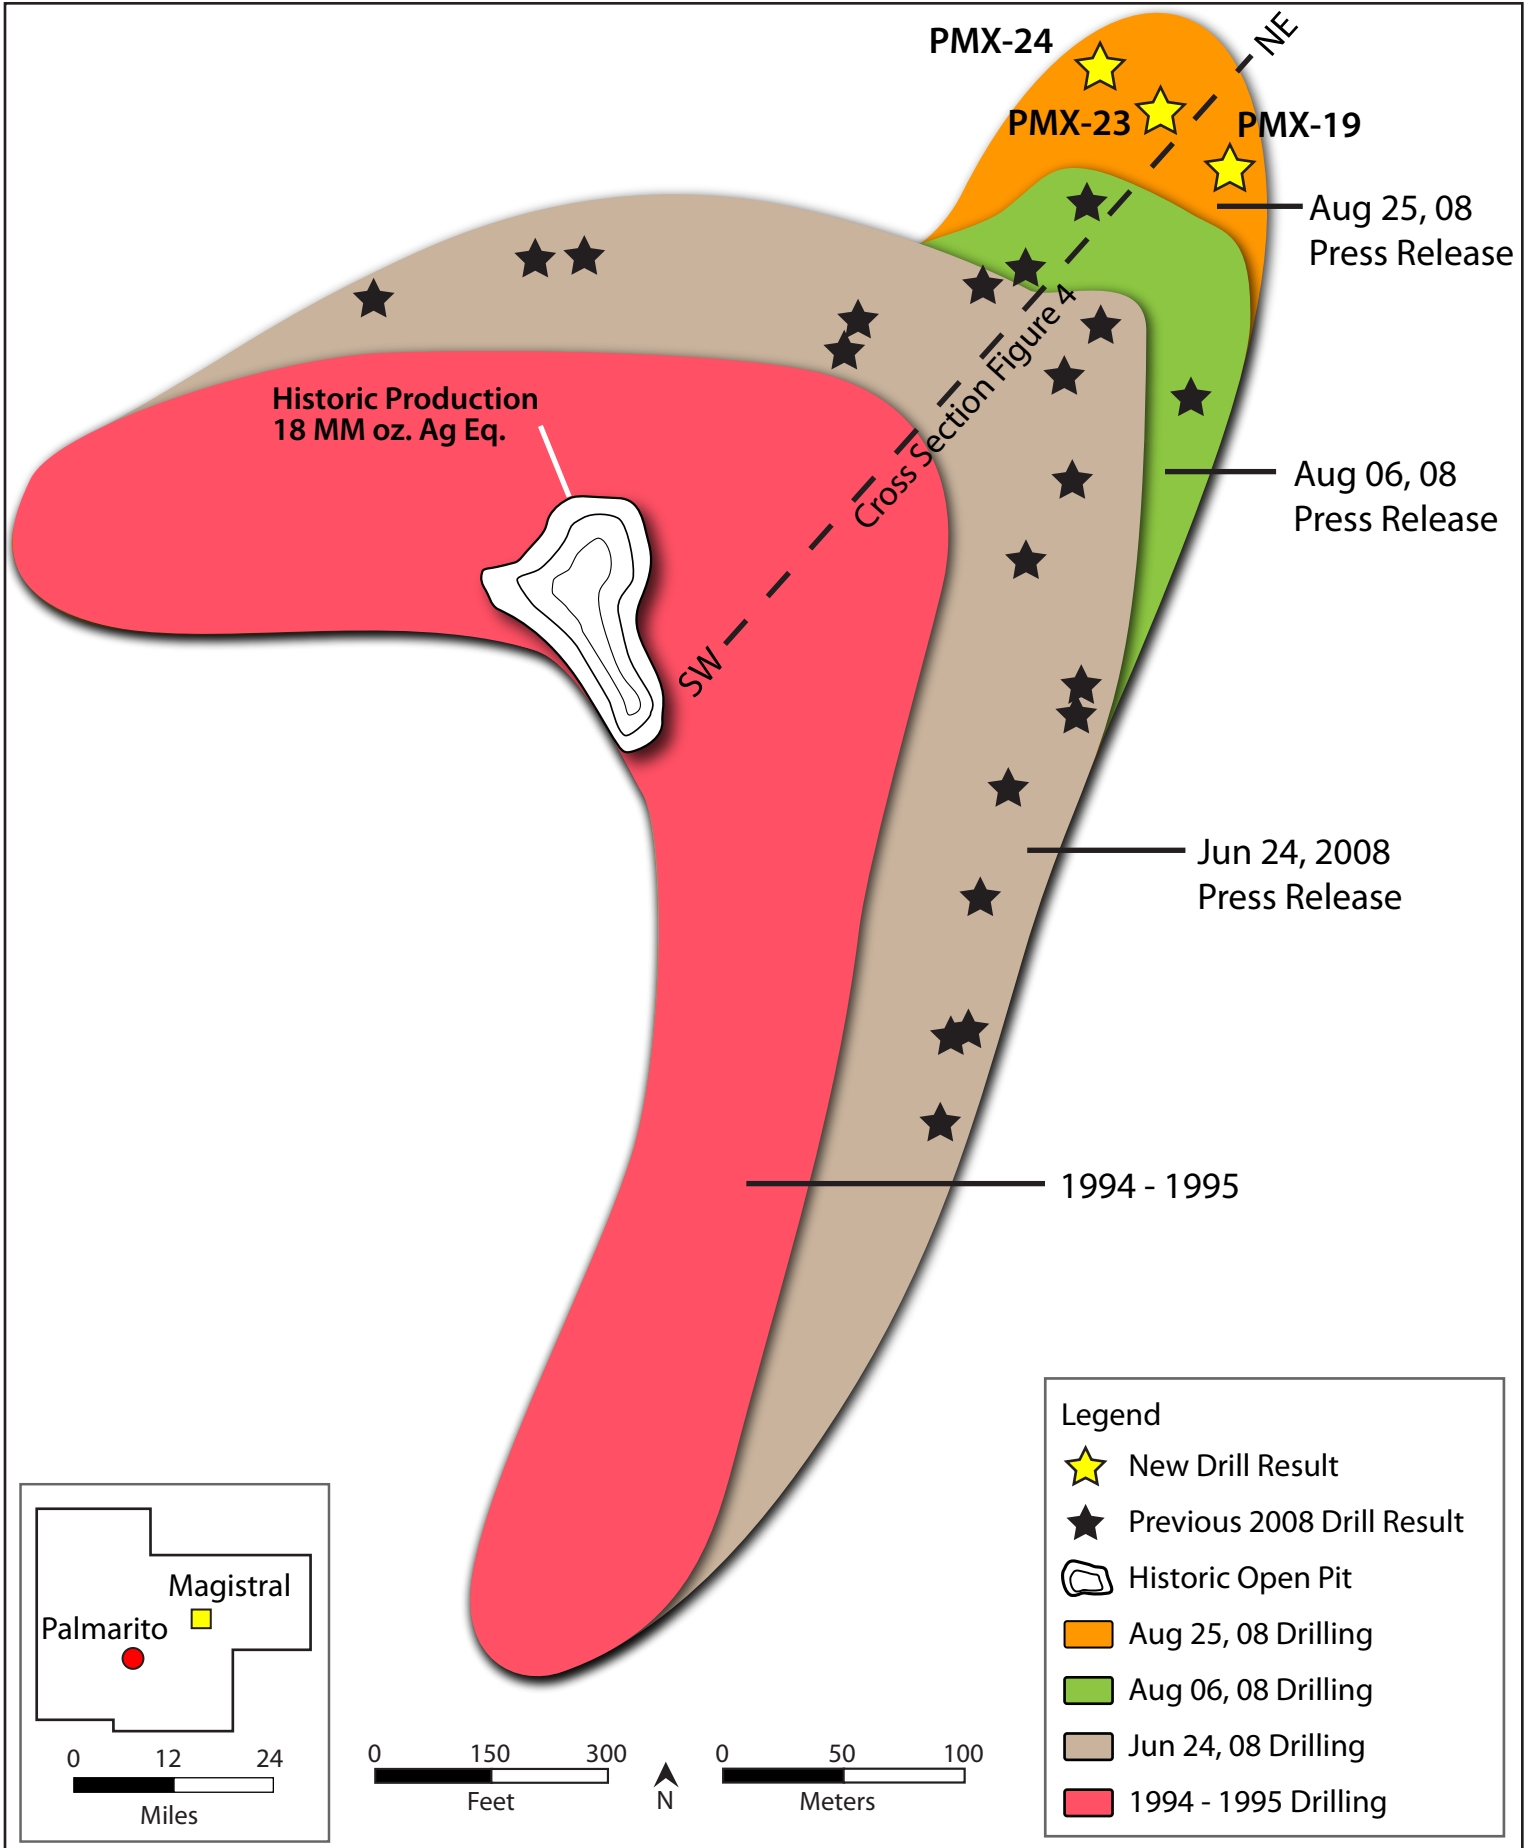 PMX-24
NE
PMX-23
PMX-19
Aug 25, 08
Press Release
Cross Section Figure 4
Historic Production
18 MM oz. Ag Eq.
Aug 06, 08
Press Release
SW
Jun 24, 2008
Press Release
1994 - 1995
Legend
New Drill Result
Previous 2008 Drill Result
Historic Open Pit
Aug 25, 08 Drilling
Aug 06, 08 Drilling
Jun 24, 08 Drilling
1994 - 1995 Drilling
Magistral
Palmarito
0 12 24
Miles
0 150 300
Feet
N
0 50 100
Meters